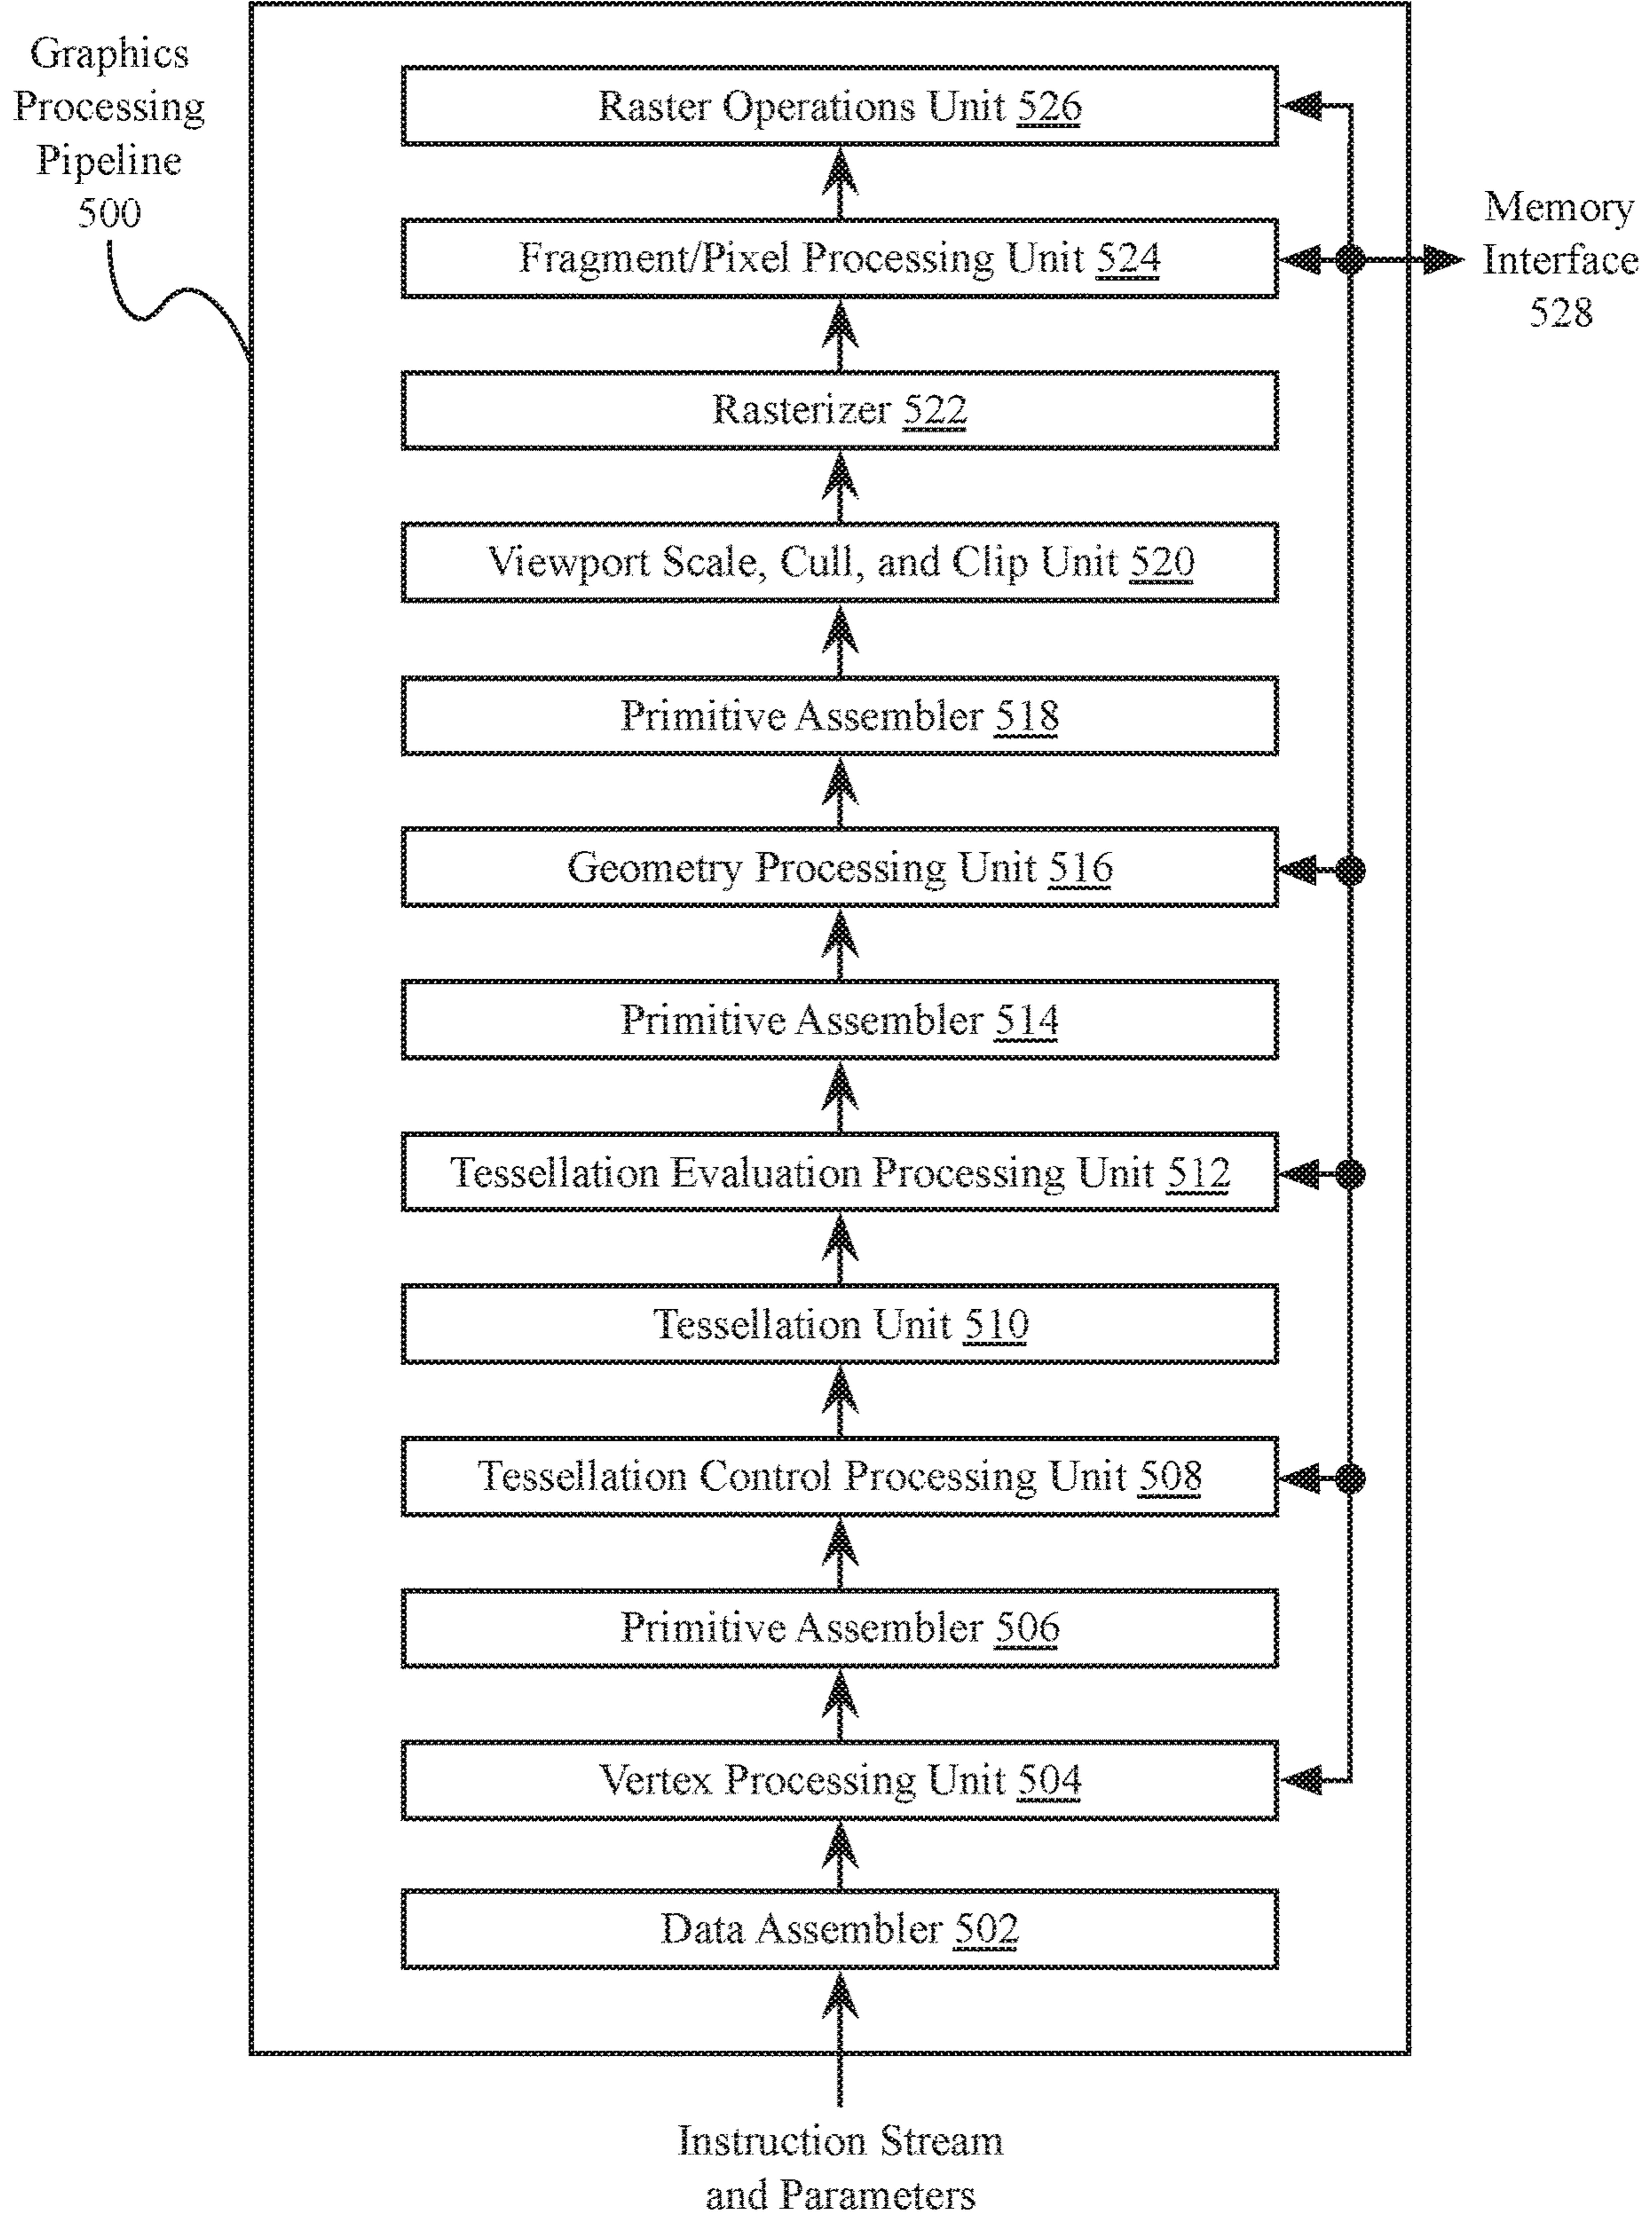 Graphics
Processing
Pipeline
500
Raster Operations Unit 526
Fragment/Pixel Processing Unit 524
Memory
Interface
528
Rasterizer 522
Viewport Scale, Cull, and Clip Unit 520
Primitive Assembler 518
Geometry Processing Unit 516
Primitive Assembler 514
Tessellation Evaluation Processing Unit 512
Tessellation Unit 510
Tessellation Control Processing Unit 508
Primitive Assembler 506
Vertex Processing Unit 504
Data Assembler 502
Instruction Stream
and Parameters